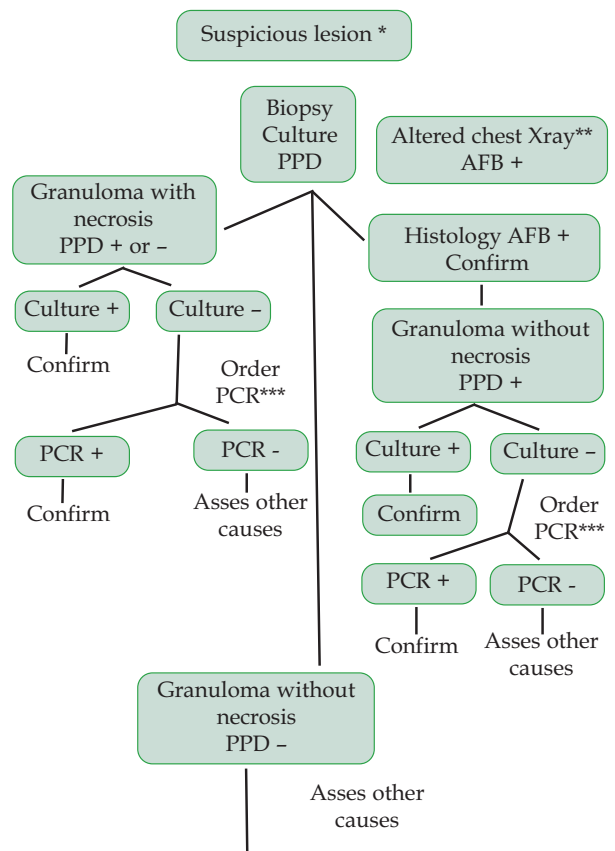 Suspicious lesion *
Biopsy
Culture
PPD
Altered chest Xray**
AFB +
Granuloma with
necrosis
PPD + or –
Histology AFB +
Confirm
Culture +
Culture –
Confirm
Order
PCR***
PCR +
PCR -
Confirm
Asses other
causes
Granuloma without
necrosis
PPD +
Culture +
Culture –
Confirm
Order
PCR***
PCR +
PCR -
Confirm
Asses other
causes
Granuloma without
necrosis
PPD –
Asses other
causes